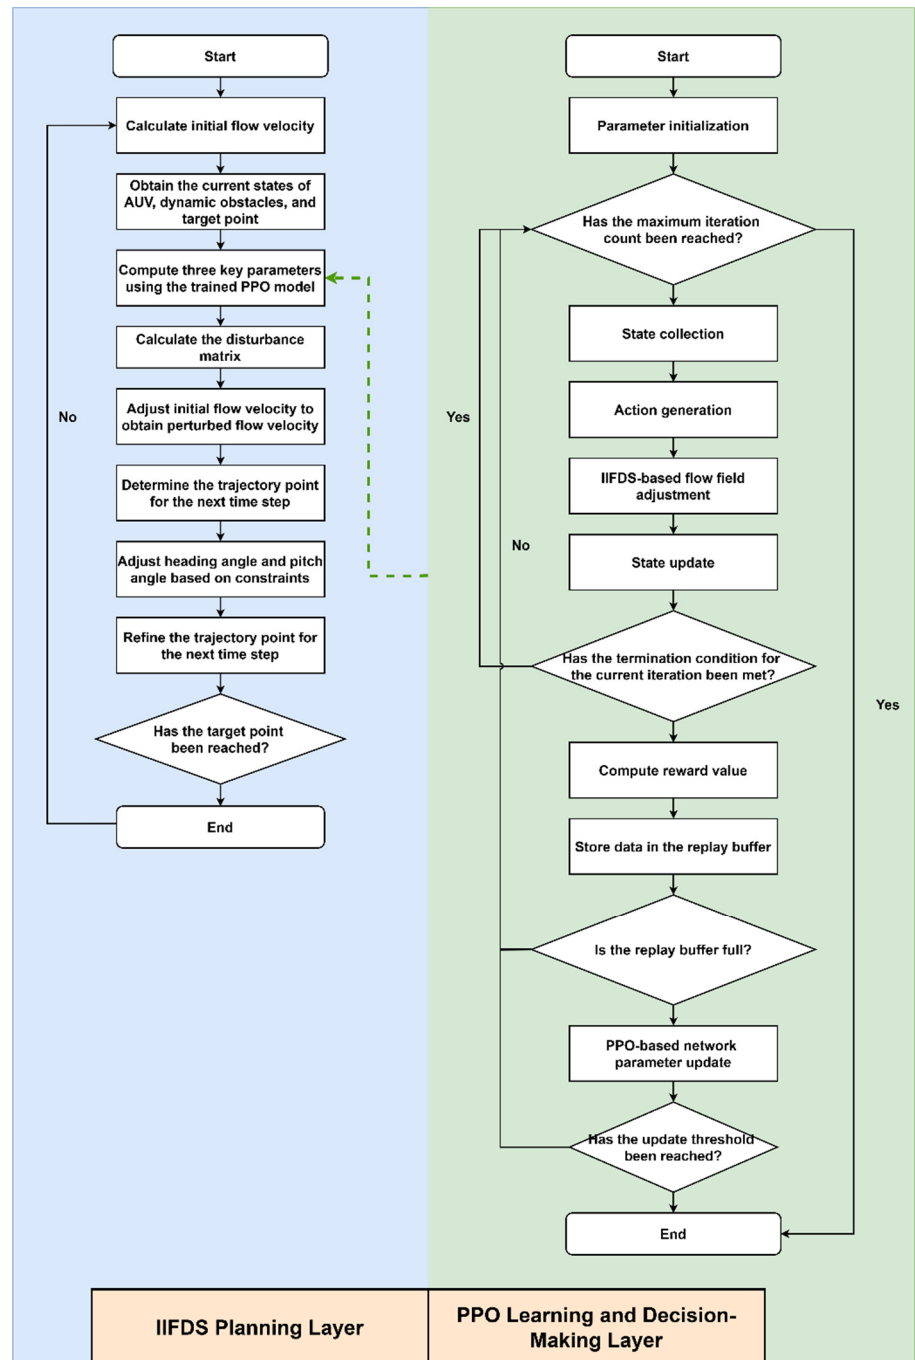 Start
Calculate initial flow velocity
Obtain the current states of
AUV, dynamic obstacles, and
target point
Compute three key parameters
using the trained PPO model
Calculate the disturbance
matrix
No
Adjust initial flow velocity to
obtain perturbed flow velocity
Determine the trajectory point
for the next time step
Adjust heading angle and pitch
angle based on constraints
Refine the trajectory point for
the next time step
Has the target point
been reached?
End
IIFDS Planning Layer
Start
Parameter initialization
Has the maximum iteration
count been reached?
State collection
Yes
Action generation
IIFDS-based flow field
adjustment
No
State update
Has the termination condition for
the current iteration been met?
Yes
Compute reward value
Store data in the replay buffer
Is the replay buffer full?
PPO-based network
parameter update
Has the update threshold
been reached?
End
PPO Learning and Decision-
Making Layer